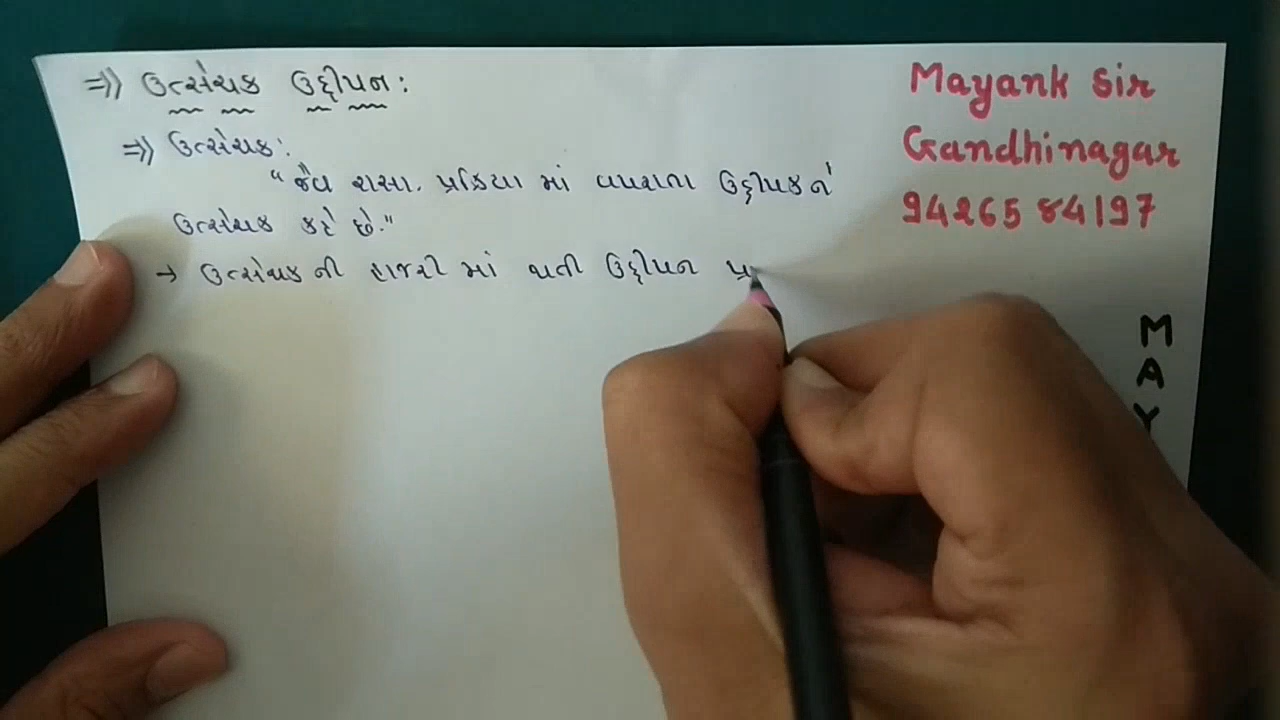 ⇒ ઉત્સેચક ઉદ્દીપન:
⇒ ઉત્સેચક:
"જૈવ રાસા. પ્રક્રિયા માં વપરાતા ઉદ્દીપકને
ઉત્સેચક કહે છે."
→ ઉત્સેચક ની હાજરી માં થતી ઉદ્દીપન પ્ર
Mayank Sir
Gandhinagar
94265 84197
M
A
Y